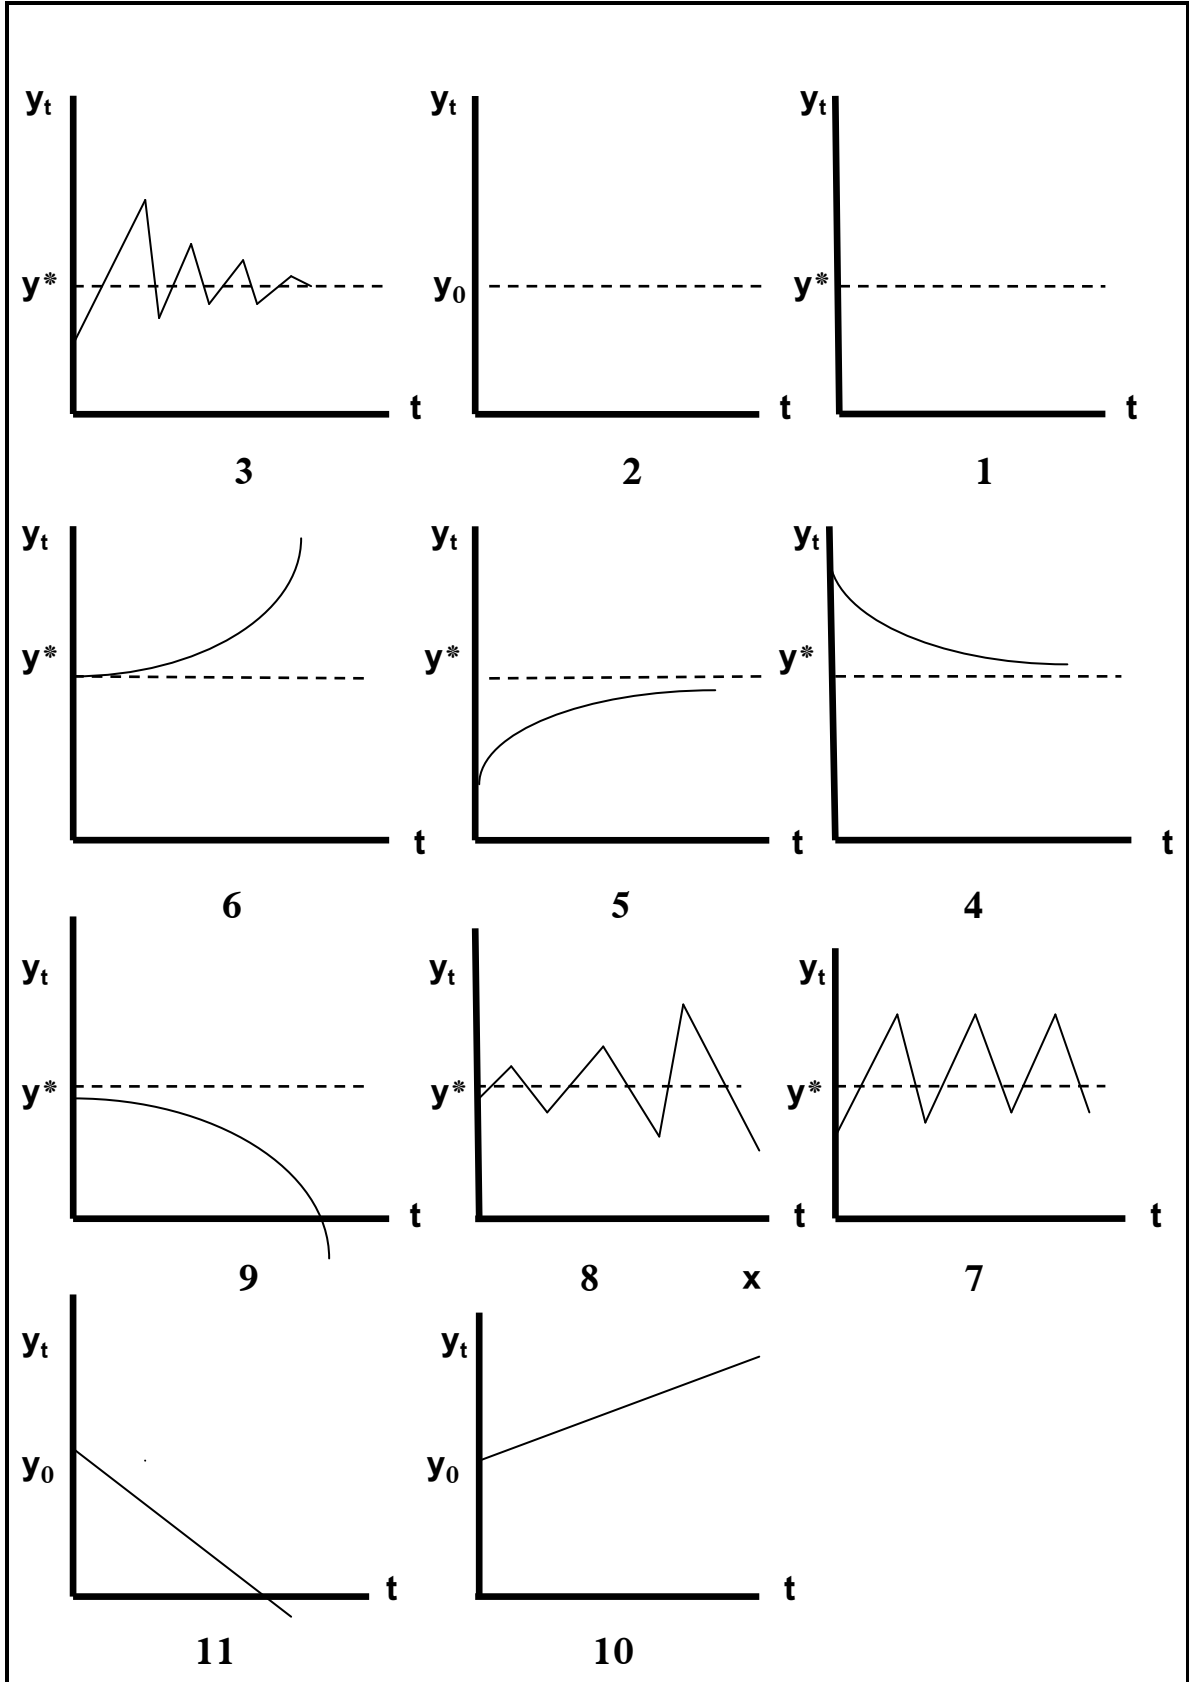 yt yt yt
y* y0 y*
t t t
3 2 1
yt yt yt
y* y* y*
t t t
6 5 4
yt yt yt
y* y* y*
t t t
9 8 x 7
yt yt
y0 y0
t t
11 10